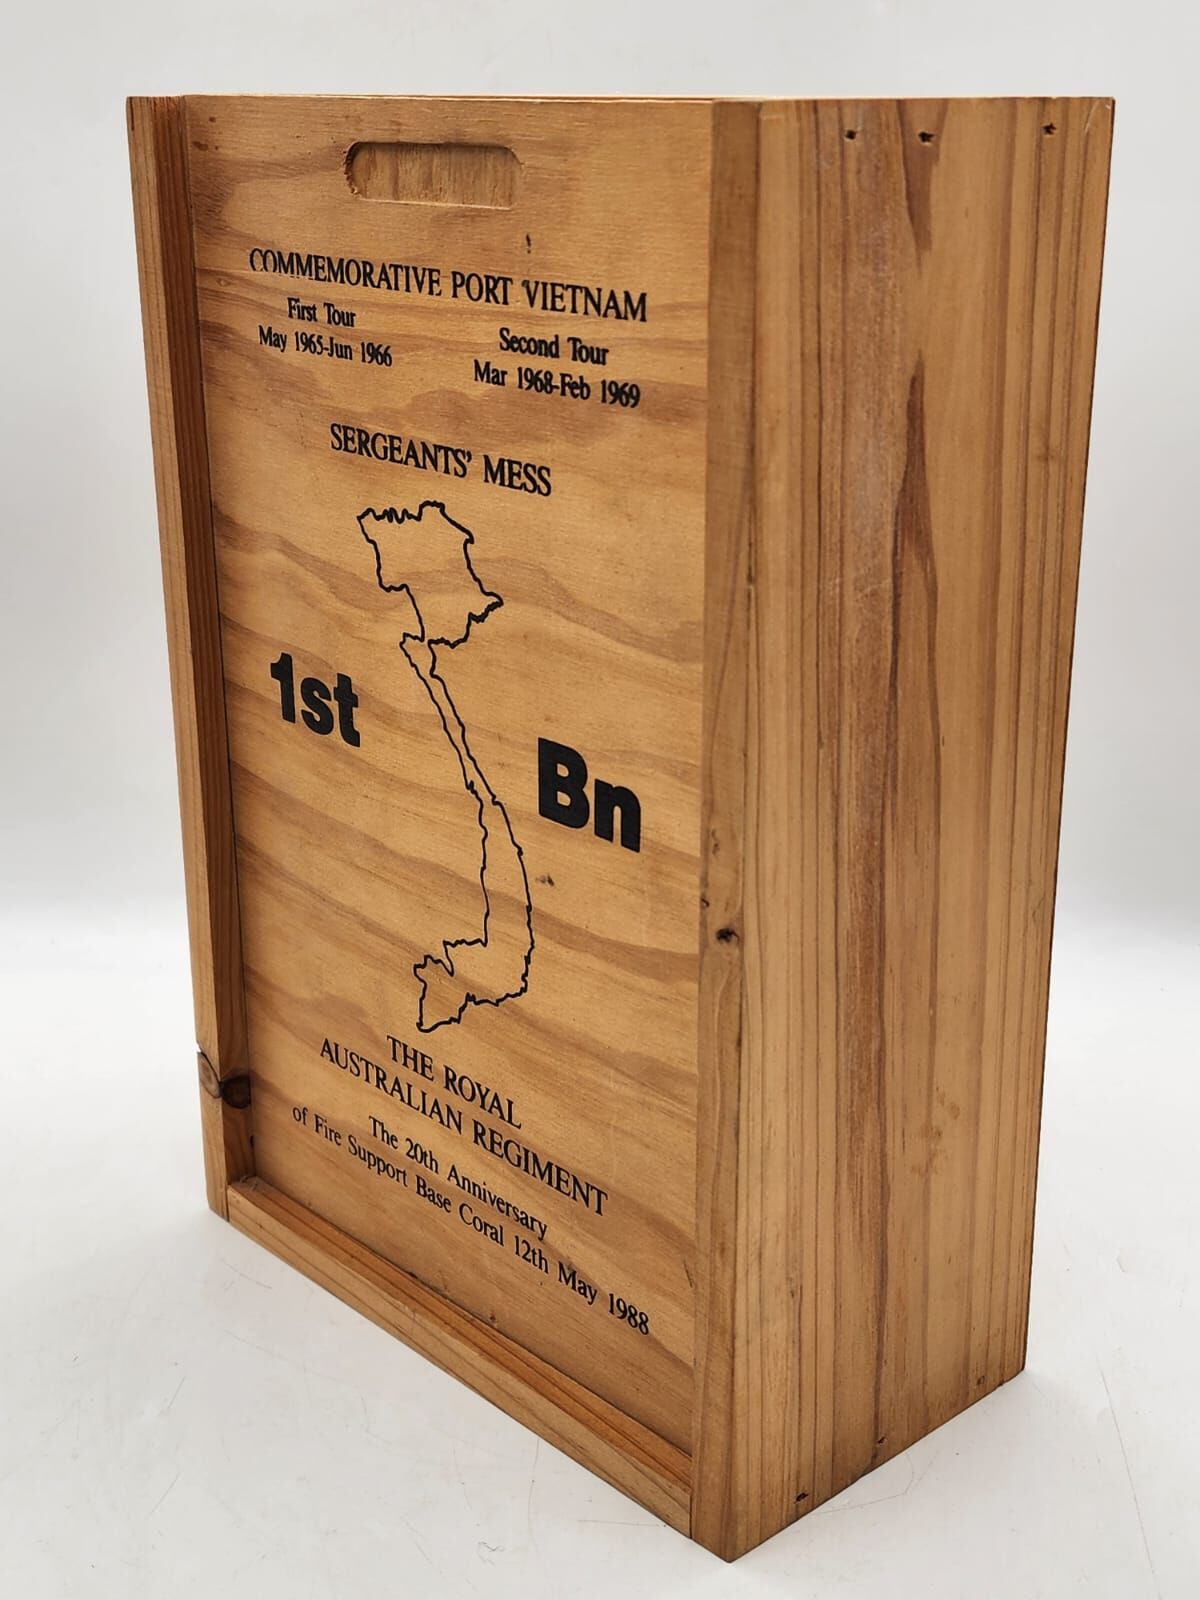 COMMEMORATIVE PORT VIETNAM
First Tour
May 1965-Jun 1966
Second Tour
Mar 1968-Feb 1969
SERGEANTS' MESS
1st
Bn
THE ROYAL
AUSTRALIAN REGIMENT
The 20th Anniversary
of Fire Support Base Coral 12th May 1988